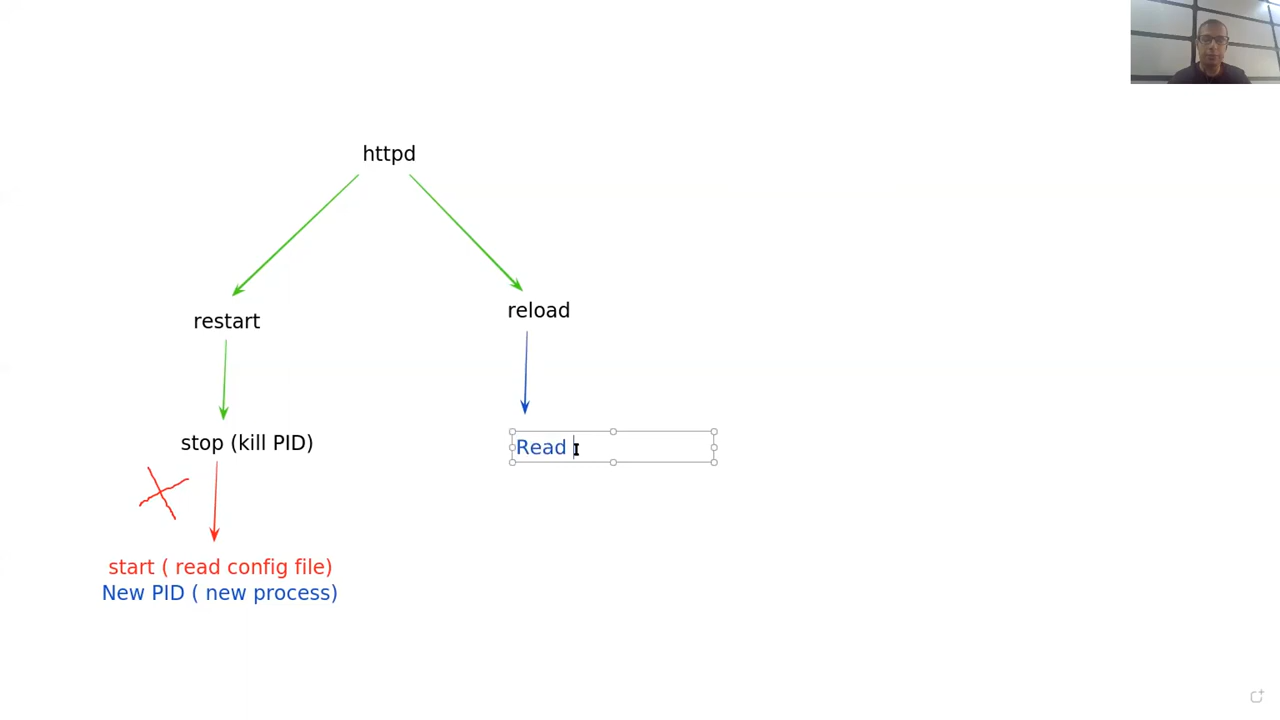 httpd
restart
reload
stop (kill PID)
Read
start ( read config file)
New PID ( new process)